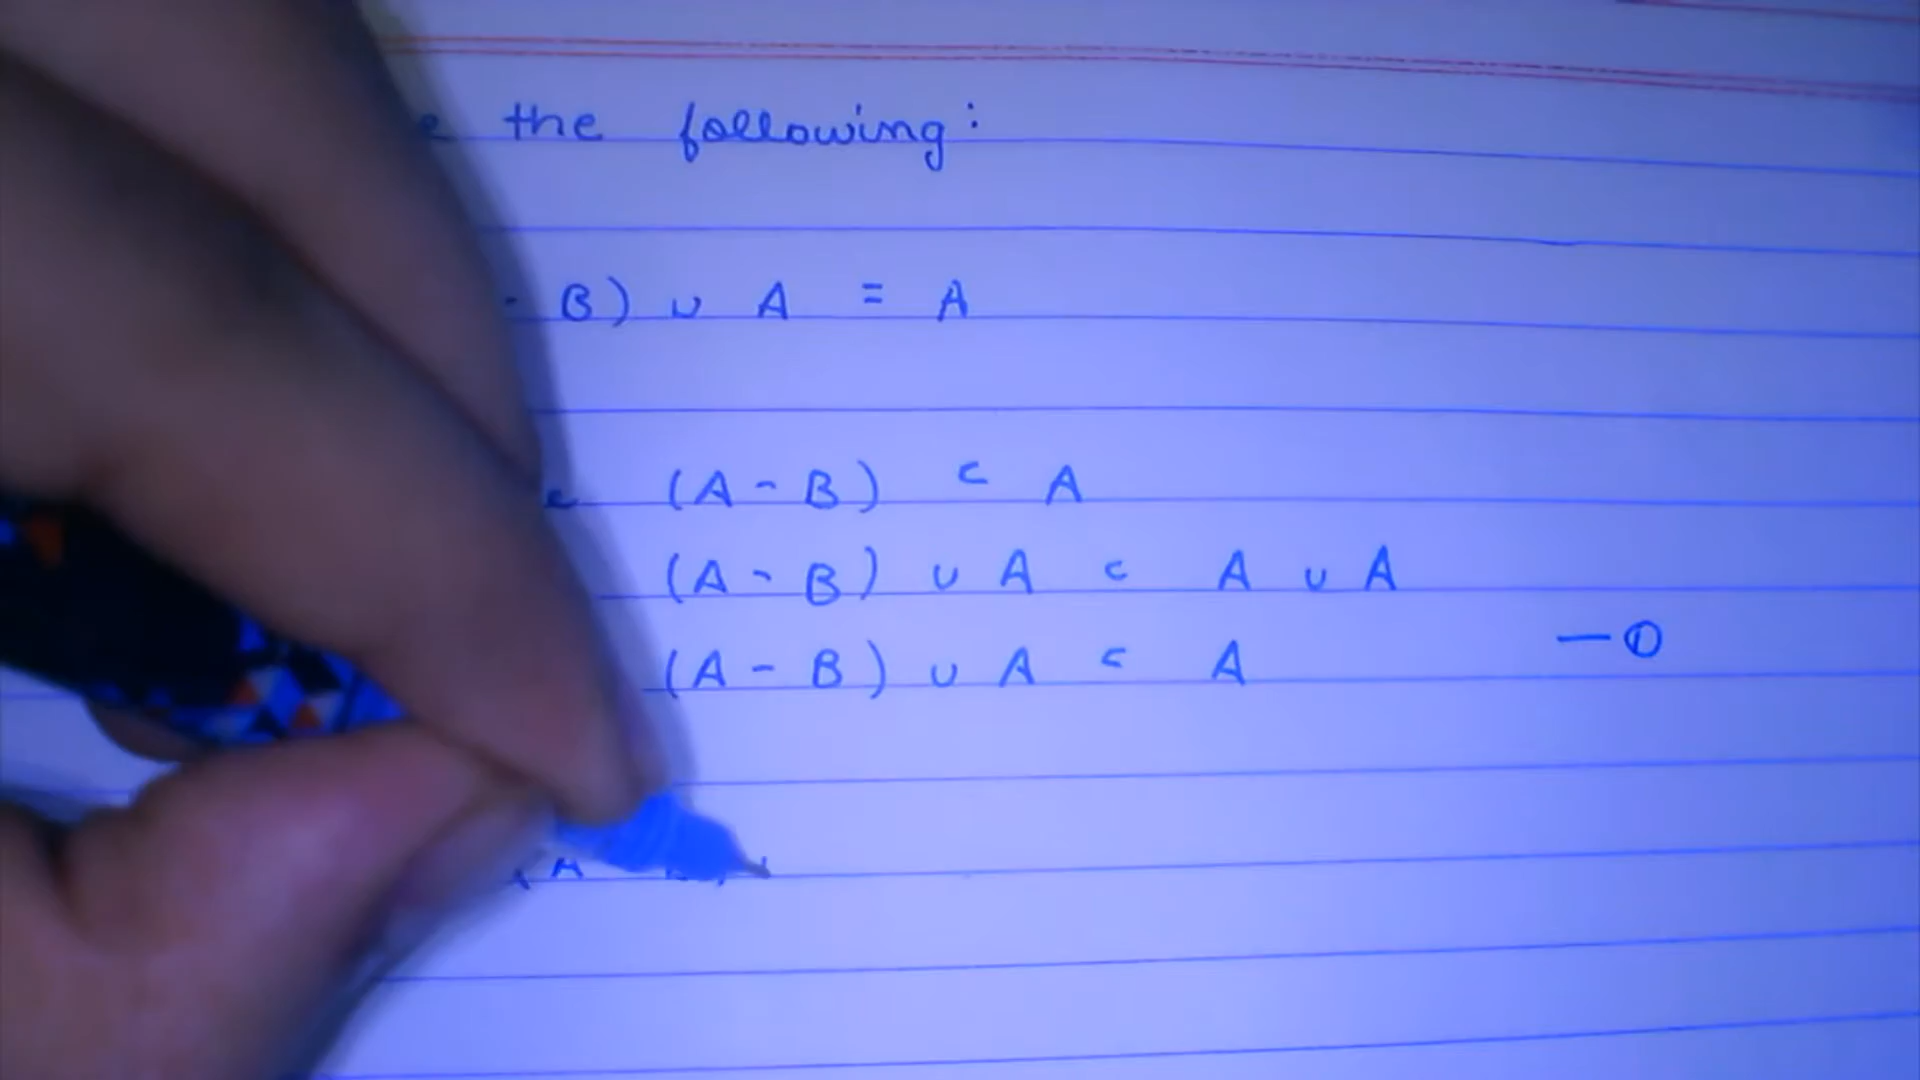 the following:
- B) ∪ A = A
(A - B) ⊂ A
(A - B) ∪ A ⊂ A ∪ A
(A - B) ∪ A ⊂ A — ①
(A